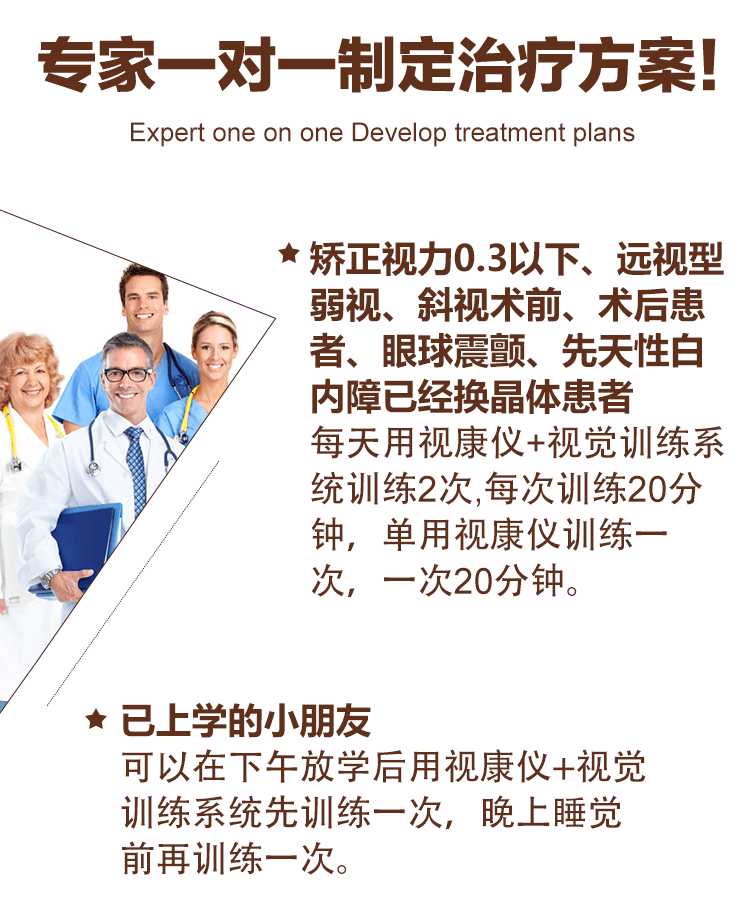 专家一对一制定治疗方案!
Expert one on one Develop treatment plans
矫正视力0.3以下、远视型
弱视、斜视术前、术后患
者、眼球震颤、先天性白
内障已经换晶体患者
每天用视康仪+视觉训练系
统训练2次,每次训练20分
钟，单用视康仪训练一
次，一次20分钟。
已上学的小朋友
可以在下午放学后用视康仪+视觉
训练系统先训练一次，晚上睡觉
前再训练一次。